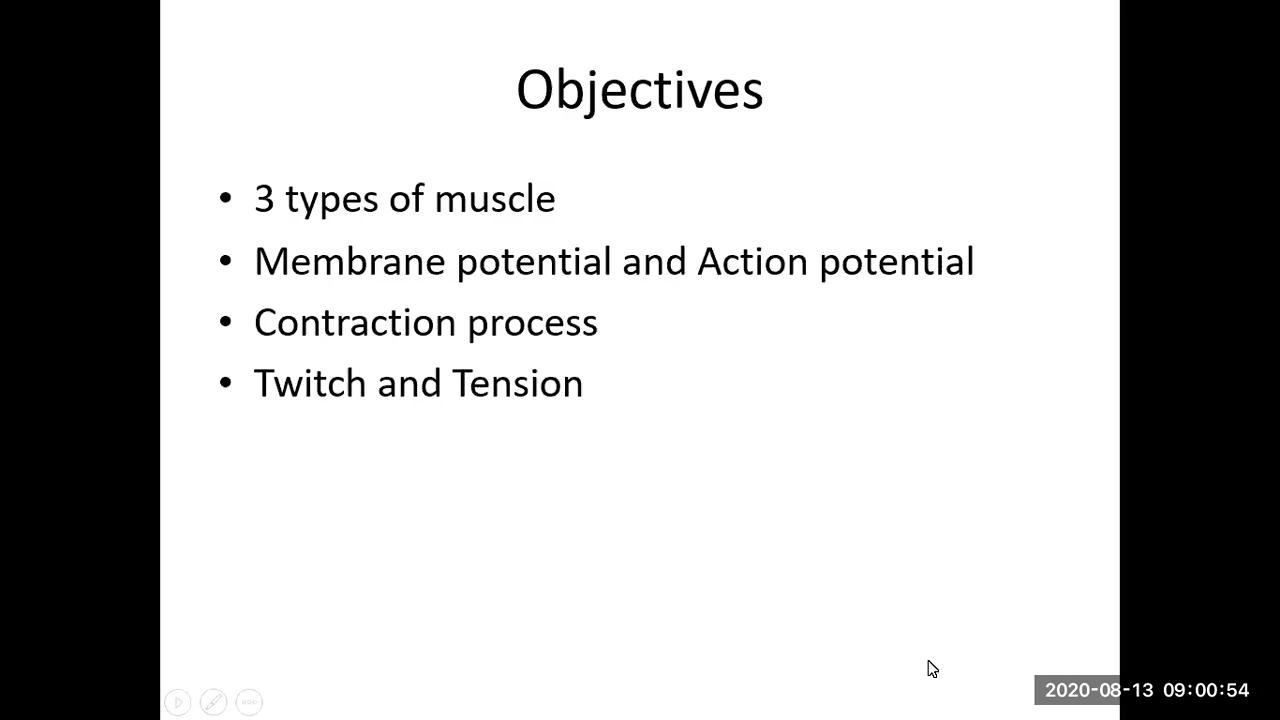 Objectives
• 3 types of muscle
• Membrane potential and Action potential
• Contraction process
• Twitch and Tension
2020-08-13 09:00:54